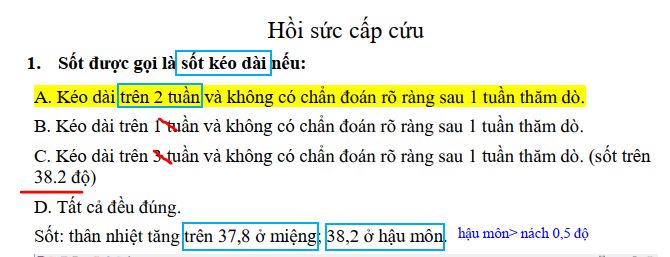 Hồi sức cấp cứu
1. Sốt được gọi là sốt kéo dài nếu:
A. Kéo dài trên 2 tuần và không có chẩn đoán rõ ràng sau 1 tuần thăm dò.
B. Kéo dài trên 1 tuần và không có chẩn đoán rõ ràng sau 1 tuần thăm dò.
C. Kéo dài trên 3 tuần và không có chẩn đoán rõ ràng sau 1 tuần thăm dò. (sốt trên
38.2 độ)
D. Tất cả đều đúng.
Sốt: thân nhiệt tăng trên 37,8 ở miệng; 38,2 ở hậu môn. hậu môn> nách 0,5 độ